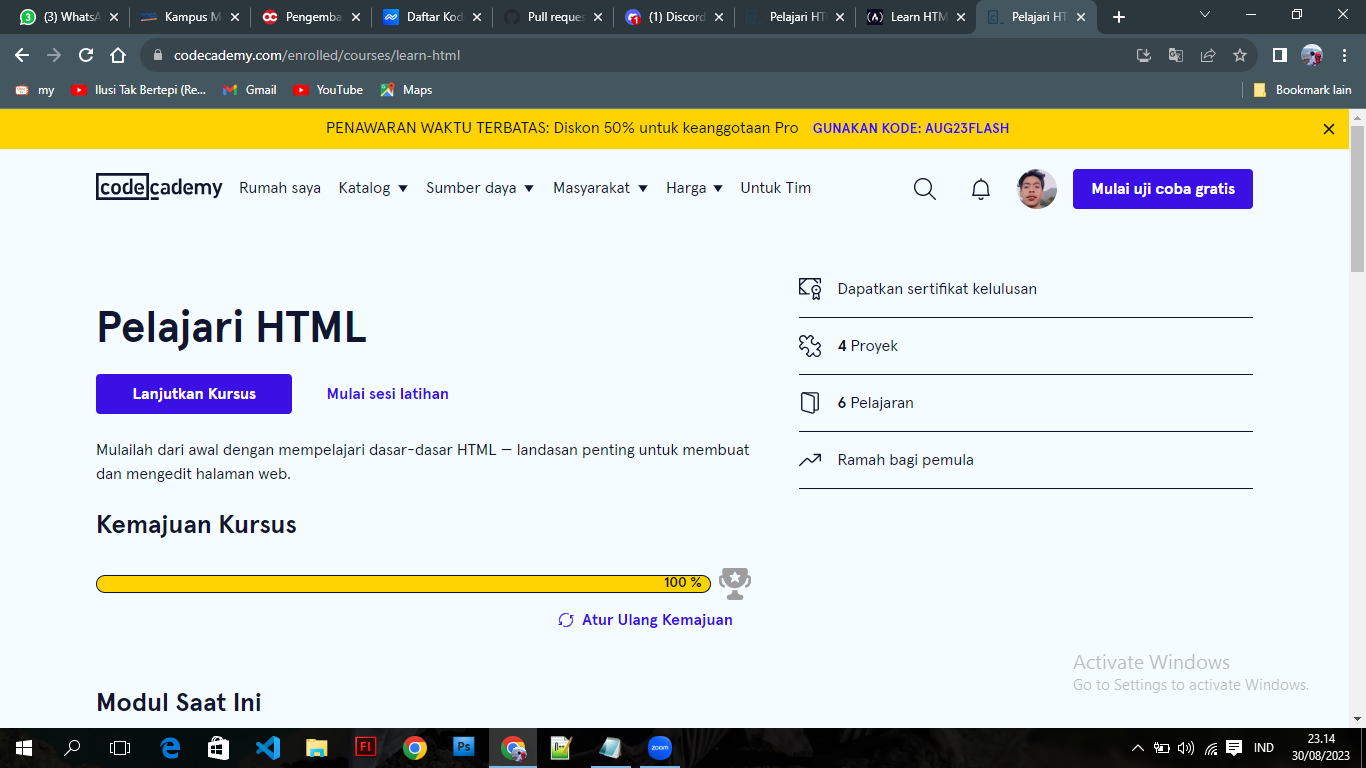 (3) WhatsA
Kampus M
Pengemba
Daftar Kod
Pull reques
(1) Discord
Pelajari HT
Learn HTM
Pelajari HT
codecademy.com/enrolled/courses/learn-html
my
Ilusi Tak Bertepi (Re...
Gmail
YouTube
Maps
Bookmark lain
PENAWARAN WAKTU TERBATAS: Diskon 50% untuk keanggotaan Pro GUNAKAN KODE: AUG23FLASH
codecademy
Rumah saya
Katalog
Sumber daya
Masyarakat
Harga
Untuk Tim
Mulai uji coba gratis
Pelajari HTML
Lanjutkan Kursus
Mulai sesi latihan
Mulailah dari awal dengan mempelajari dasar-dasar HTML — landasan penting untuk membuat
dan mengedit halaman web.
Dapatkan sertifikat kelulusan
4 Proyek
6 Pelajaran
Ramah bagi pemula
Kemajuan Kursus
100 %
Atur Ulang Kemajuan
Modul Saat Ini
Activate Windows
Go to Settings to activate Windows.
Fl
Ps
zoom
IND
23.14
30/08/2023